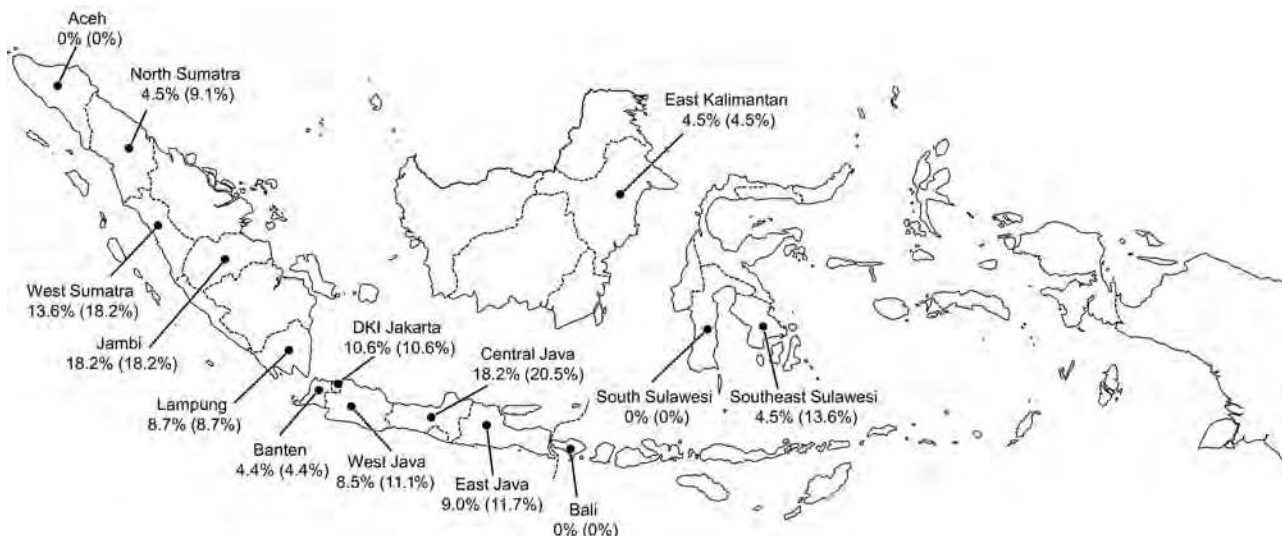 Aceh
0% (0%)
North Sumatra
4.5% (9.1%)
East Kalimantan
4.5% (4.5%)
West Sumatra
13.6% (18.2%)
Jambi
18.2% (18.2%)
DKI Jakarta
10.6% (10.6%)
Central Java
18.2% (20.5%)
Lampung
8.7% (8.7%)
South Sulawesi
0% (0%)
Southeast Sulawesi
4.5% (13.6%)
Banten
4.4% (4.4%)
West Java
8.5% (11.1%)
East Java
9.0% (11.7%)
Bali
0% (0%)